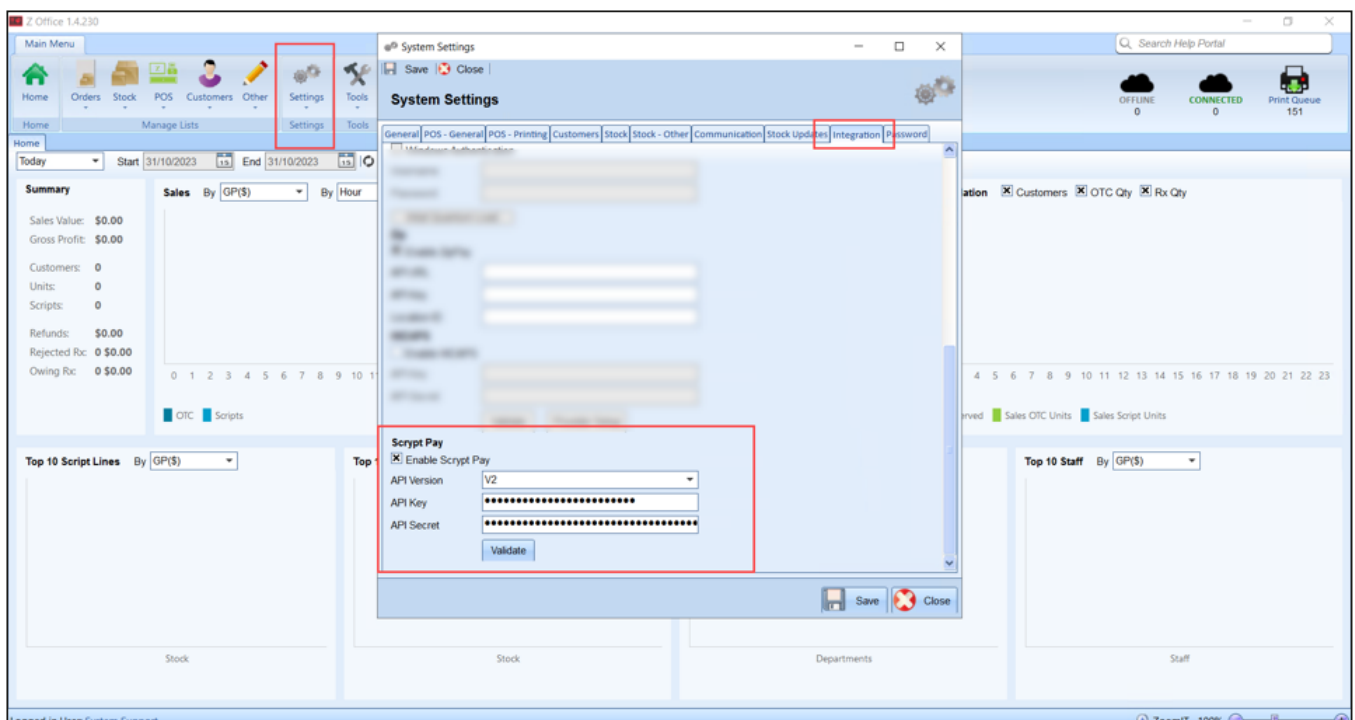 Z Office 1.4.230
Main Menu
Search Help Portal
Home Orders Stock POS Customers Other Settings Tools
Home Manage Lists Settings Tools
OFFLINE 0 CONNECTED 0 Print Queue 151
Home
Today Start 31/10/2023 15 End 31/10/2023 15
Summary
Sales Value: $0.00
Gross Profit: $0.00
Customers: 0
Units: 0
Scripts: 0
Refunds: $0.00
Rejected Rx: 0 $0.00
Owing Rx: 0 $0.00
Sales By GP($) By Hour
0 1 2 3 4 5 6 7 8 9 10
OTC Scripts
System Settings
Save Close
System Settings
General POS - General POS - Printing Customers Stock Stock - Other Communication Stock Updates Integration Password
Scrypt Pay
Enable Scrypt Pay
API Version V2
API Key
API Secret
Validate
Save Close
Customers OTC Qty Rx Qty
4 5 6 7 8 9 10 11 12 13 14 15 16 17 18 19 20 21 22 23
Sales OTC Units Sales Script Units
Top 10 Script Lines By GP($)
Stock
Top
Stock
Departments
Top 10 Staff By GP($)
Staff
100%